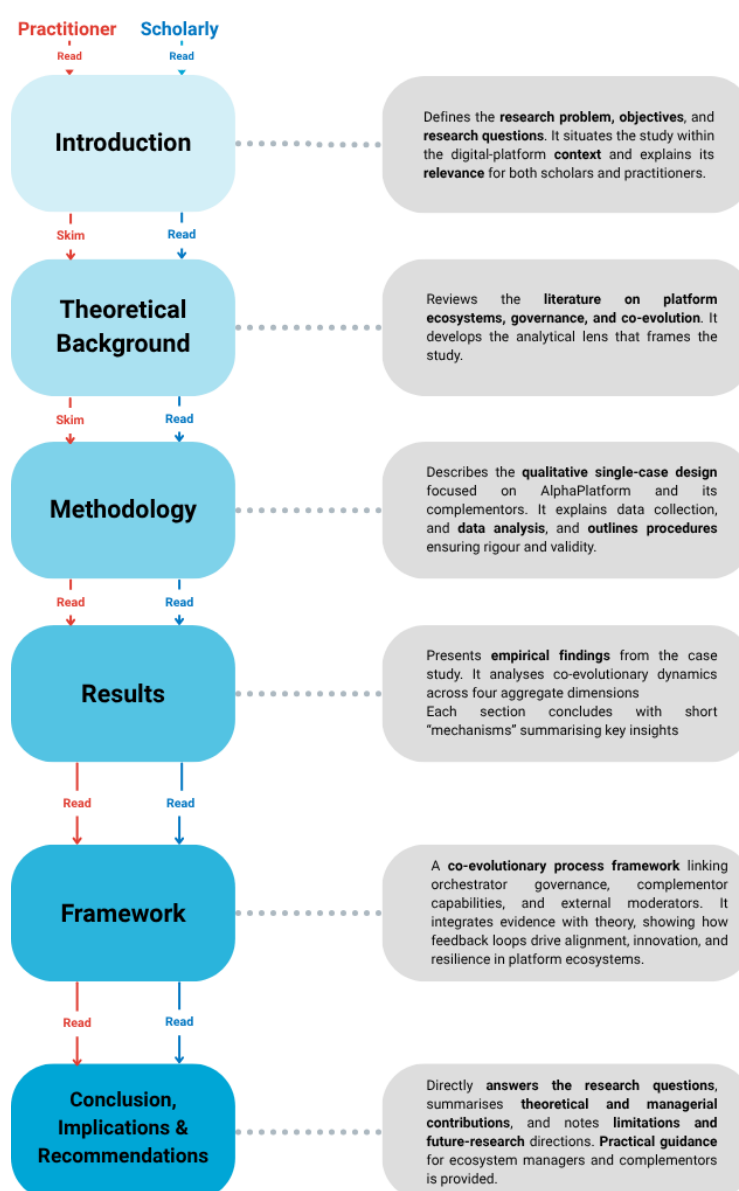 Practitioner Scholarly
Read Read
Introduction
Defines the research problem, objectives, and
research questions. It situates the study within
the digital-platform context and explains its
relevance for both scholars and practitioners.
Skim Read
Theoretical
Background
Reviews the literature on platform
ecosystems, governance, and co-evolution. It
develops the analytical lens that frames the
study.
Skim Read
Methodology
Describes the qualitative single-case design
focused on AlphaPlatform and its
complementors. It explains data collection,
and data analysis, and outlines procedures
ensuring rigour and validity.
Read Read
Results
Presents empirical findings from the case
study. It analyses co-evolutionary dynamics
across four aggregate dimensions
Each section concludes with short
“mechanisms” summarising key insights
Read Read
Framework
A co-evolutionary process framework linking
orchestrator governance, complementor
capabilities, and external moderators. It
integrates evidence with theory, showing how
feedback loops drive alignment, innovation, and
resilience in platform ecosystems.
Read Read
Conclusion,
Implications &
Recommendations
Directly answers the research questions,
summarises theoretical and managerial
contributions, and notes limitations and
future-research directions. Practical guidance
for ecosystem managers and complementors
is provided.